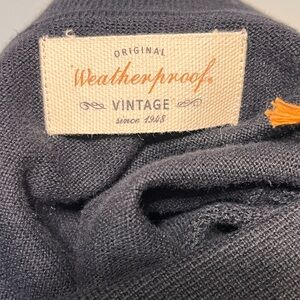 ORIGINAL
Weatherproof®
VINTAGE
since 1948